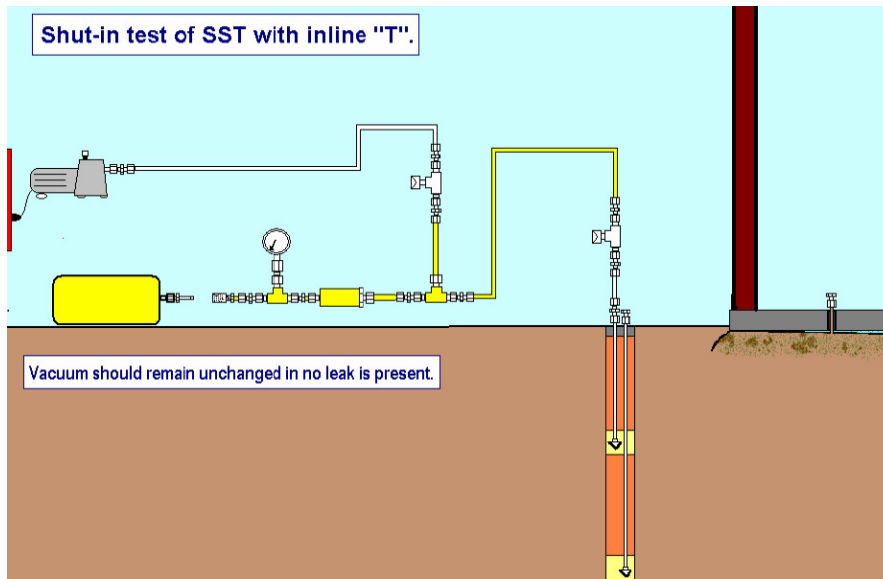 Shut-in test of SST with inline "T".
Vacuum should remain unchanged in no leak is present.